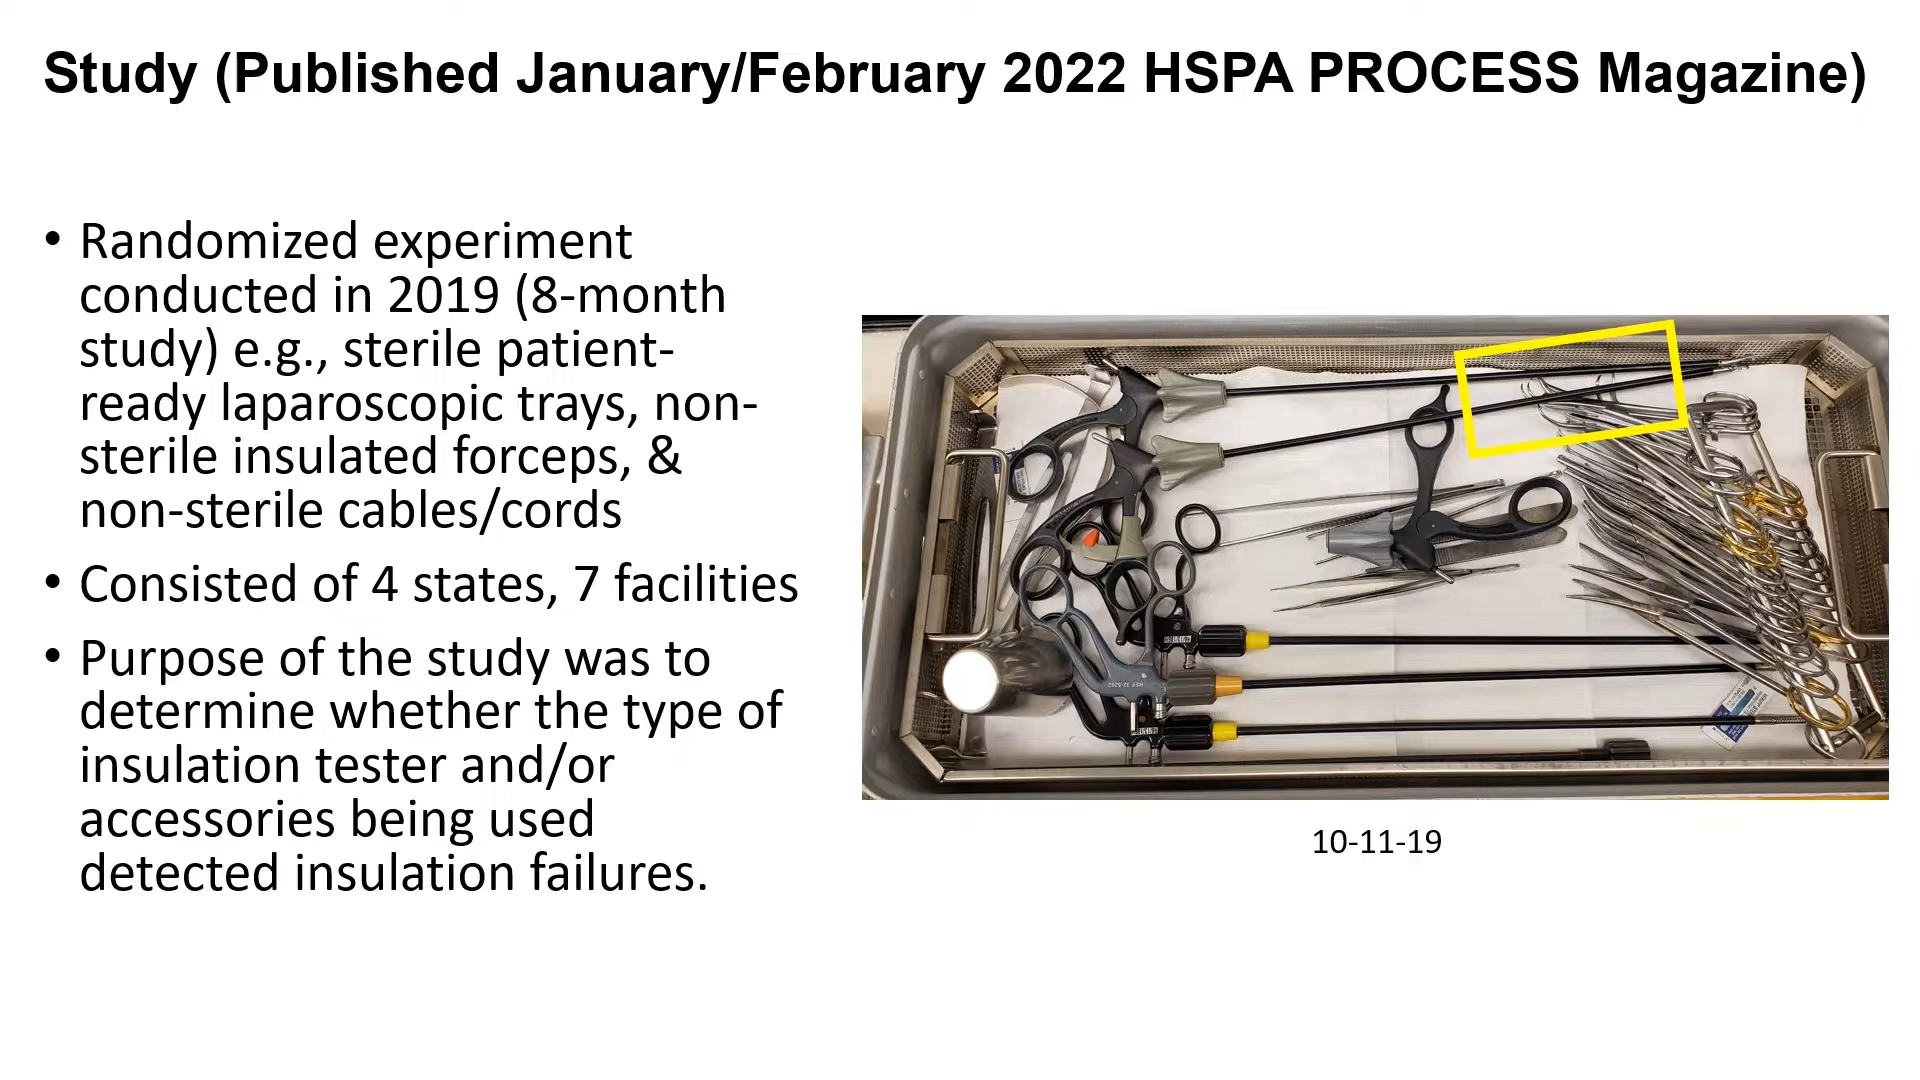 Study (Published January/February 2022 HSPA PROCESS Magazine)
• Randomized experiment
conducted in 2019 (8-month
study) e.g., sterile patient-
ready laparoscopic trays, non-
sterile insulated forceps, &
non-sterile cables/cords
• Consisted of 4 states, 7 facilities
• Purpose of the study was to
determine whether the type of
insulation tester and/or
accessories being used
detected insulation failures.
10-11-19